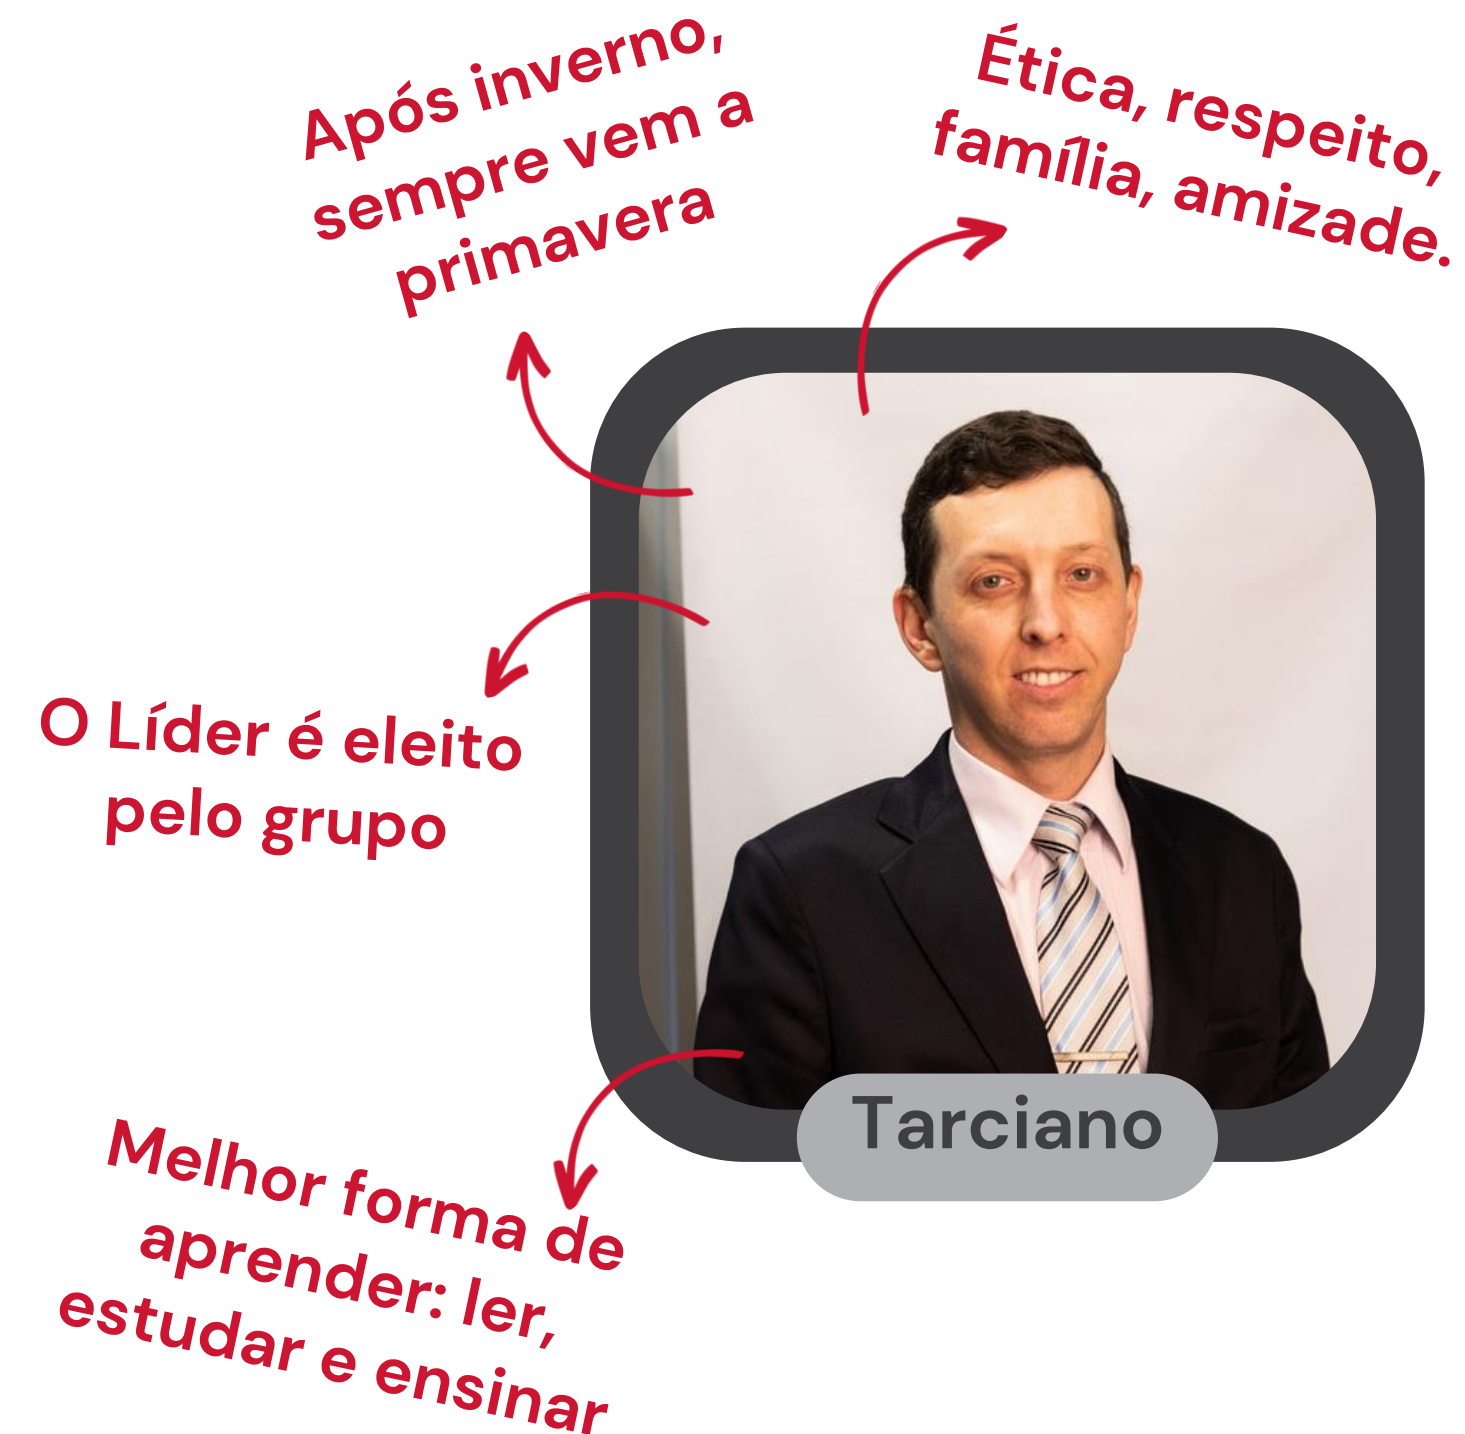 Após inverno,
sempre vem a
primavera
Ética, respeito,
família, amizade.
O Líder é eleito
pelo grupo
Tarciano
Melhor forma de
aprender: ler,
estudar e ensinar